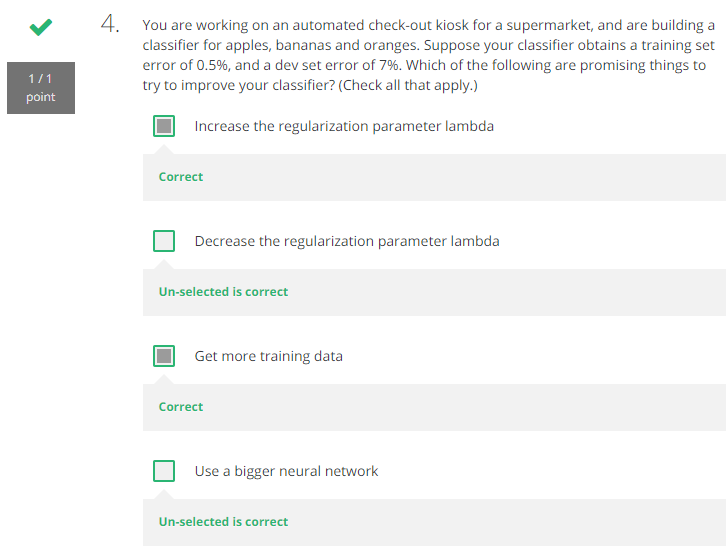 4.
You are working on an automated check-out kiosk for a supermarket, and are building a
classifier for apples, bananas and oranges. Suppose your classifier obtains a training set
error of 0.5%, and a dev set error of 7%. Which of the following are promising things to
try to improve your classifier? (Check all that apply.)
1 / 1
point
Increase the regularization parameter lambda
Correct
Decrease the regularization parameter lambda
Un-selected is correct
Get more training data
Correct
Use a bigger neural network
Un-selected is correct